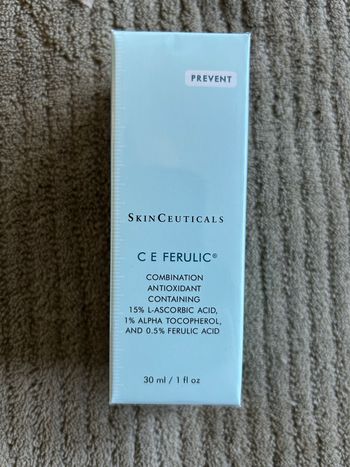 PREVENT
SKINCEUTICALS
C E FERULIC®
COMBINATION
ANTIOXIDANT
CONTAINING
15% L-ASCORBIC ACID,
1% ALPHA TOCOPHEROL,
AND 0.5% FERULIC ACID
30 ml / 1 fl oz